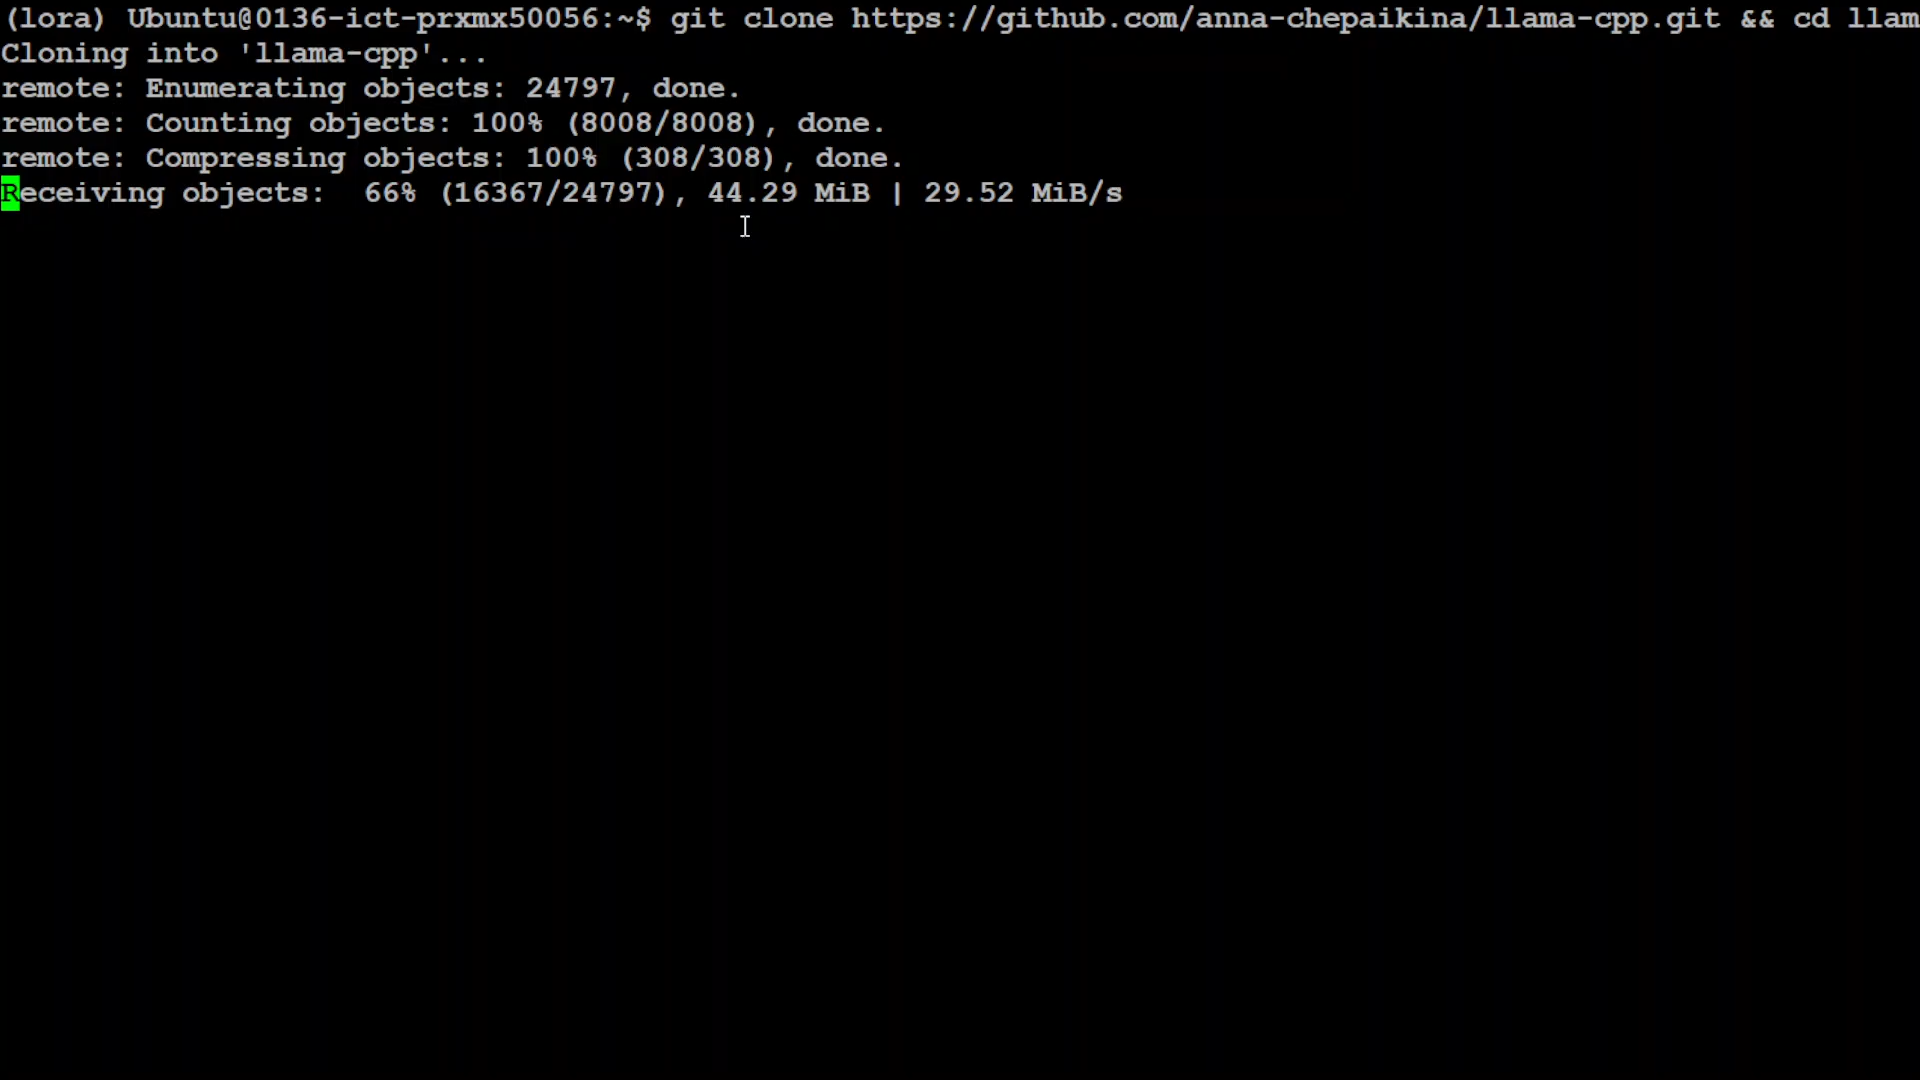 (lora) Ubuntu@0136-ict-prxmx50056:~$ git clone https://github.com/anna-chepaikina/llama-cpp.git && cd llam
Cloning into 'llama-cpp'...
remote: Enumerating objects: 24797, done.
remote: Counting objects: 100% (8008/8008), done.
remote: Compressing objects: 100% (308/308), done.
Receiving objects:  66% (16367/24797), 44.29 MiB | 29.52 MiB/s